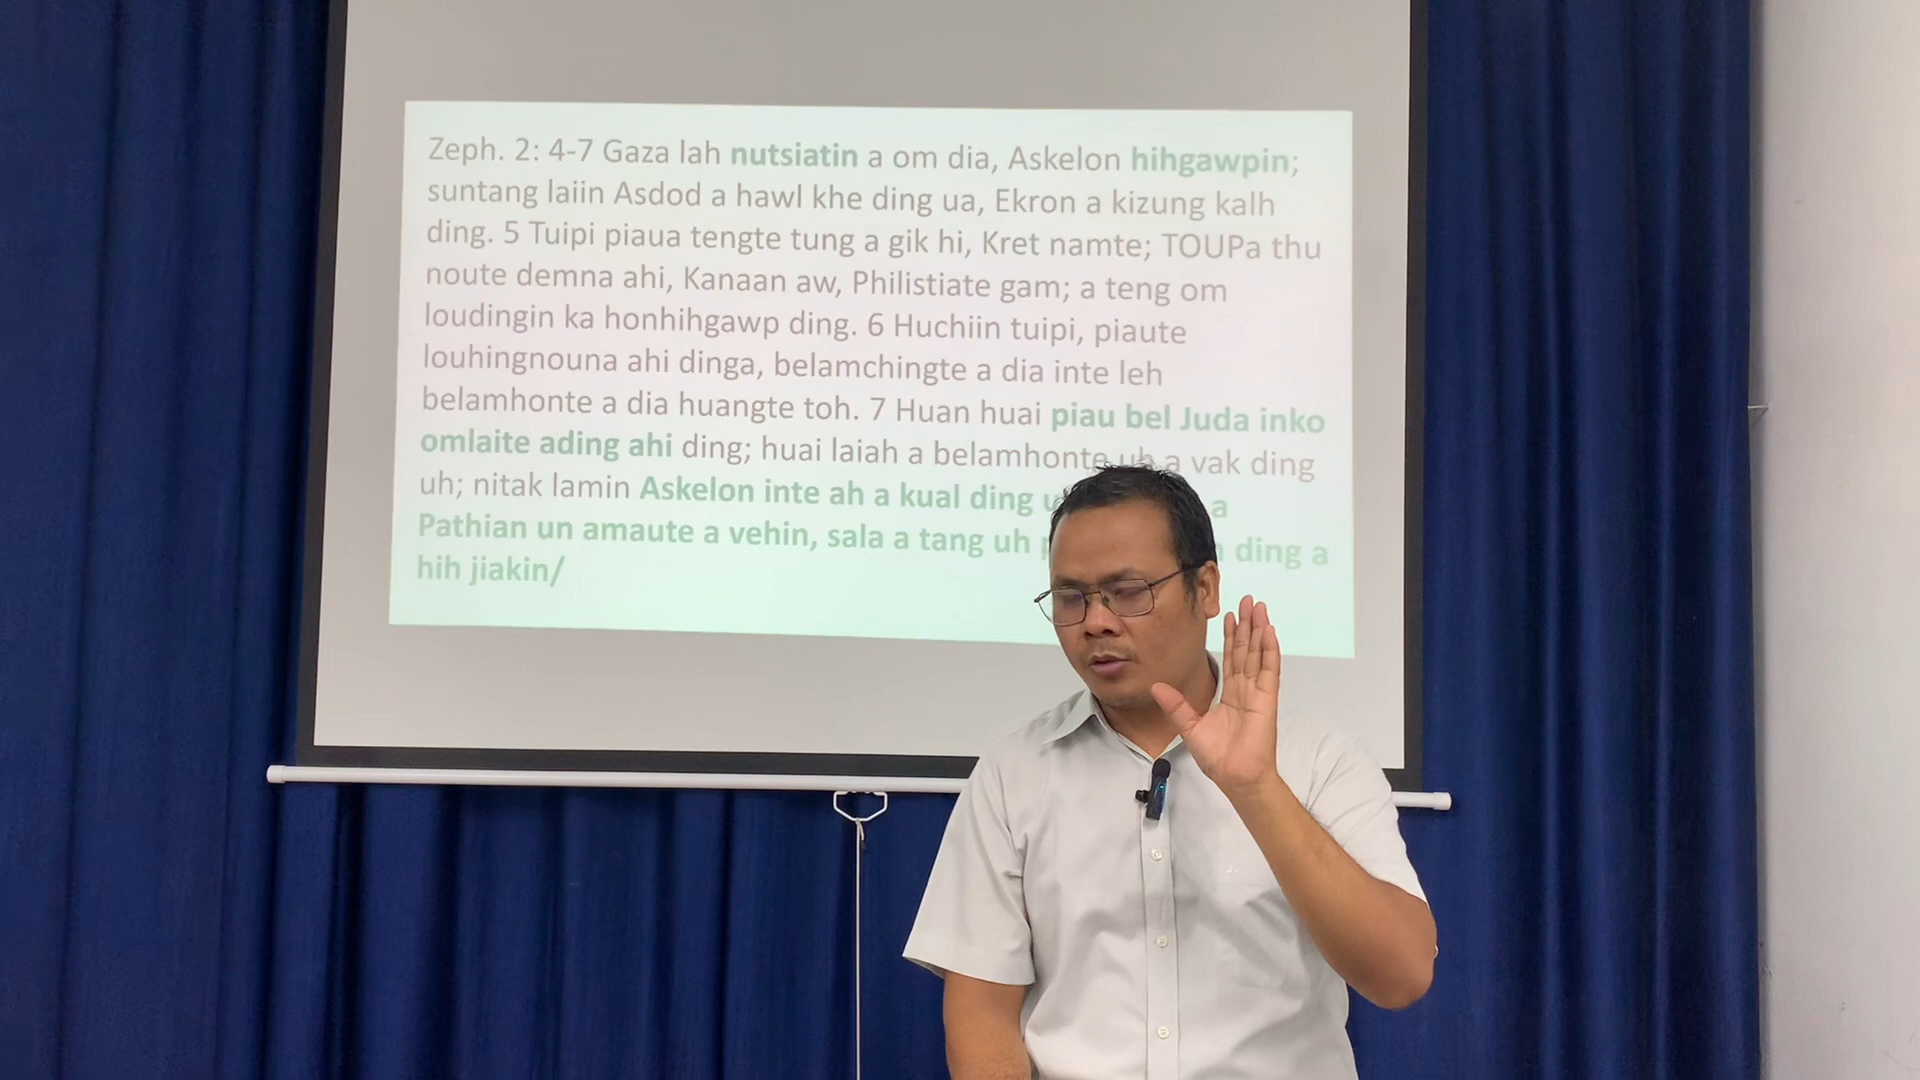 Zeph. 2: 4-7 Gaza lah nutsiatin a om dia, Askelon hihgawpin;
suntang laiin Asdod a hawl khe ding ua, Ekron a kizung kalh
ding. 5 Tuipi piaua tengte tung a gik hi, Kret namte; TOUPa thu
noute demna ahi, Kanaan aw, Philistiate gam; a teng om
loudingin ka honhihgawp ding. 6 Huchiin tuipi, piaute
louhingnouna ahi dinga, belamchingte a dia inte leh
belamhonte a dia huangte toh. 7 Huan huai piau bel Juda inko
omlaite ading ahi ding; huai laiah a belamhonte uh a vak ding
uh; nitak lamin Askelon inte ah a kual ding a
Pathian un amaute a vehin, sala a tang uh ding a
hih jiakin/